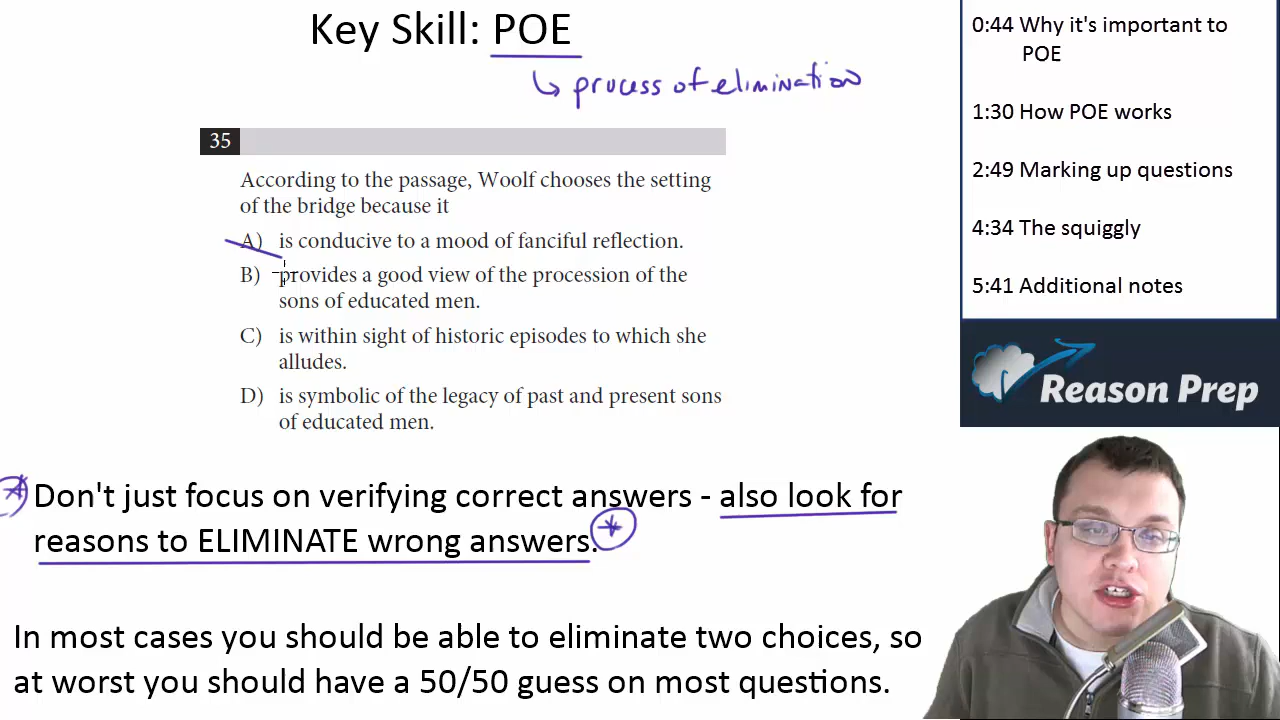 Key Skill: POE
↳ process of elimination
35
According to the passage, Woolf chooses the setting
of the bridge because it
A) is conducive to a mood of fanciful reflection.
B) provides a good view of the procession of the
sons of educated men.
C) is within sight of historic episodes to which she
alludes.
D) is symbolic of the legacy of past and present sons
of educated men.
Don't just focus on verifying correct answers - also look for
reasons to ELIMINATE wrong answers.
In most cases you should be able to eliminate two choices, so
at worst you should have a 50/50 guess on most questions.
0:44 Why it's important to
POE
1:30 How POE works
2:49 Marking up questions
4:34 The squiggly
5:41 Additional notes
Reason Prep